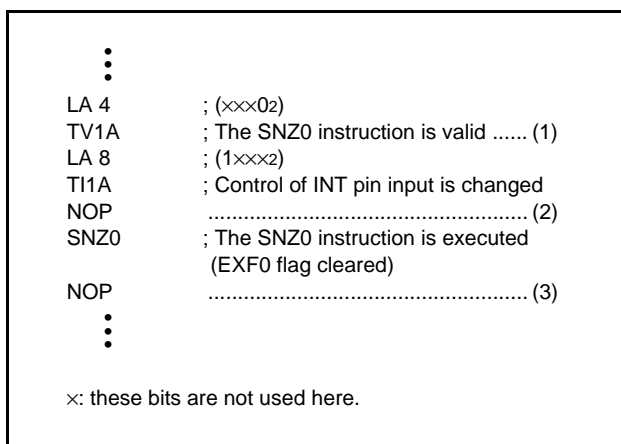 LA 4 ; (×××0₂)
TV1A ; The SNZ0 instruction is valid ...... (1)
LA 8 ; (1×××₂)
TI1A ; Control of INT pin input is changed
NOP ..................................................... (2)
SNZ0 ; The SNZ0 instruction is executed
(EXF0 flag cleared)
NOP ..................................................... (3)
×: these bits are not used here.